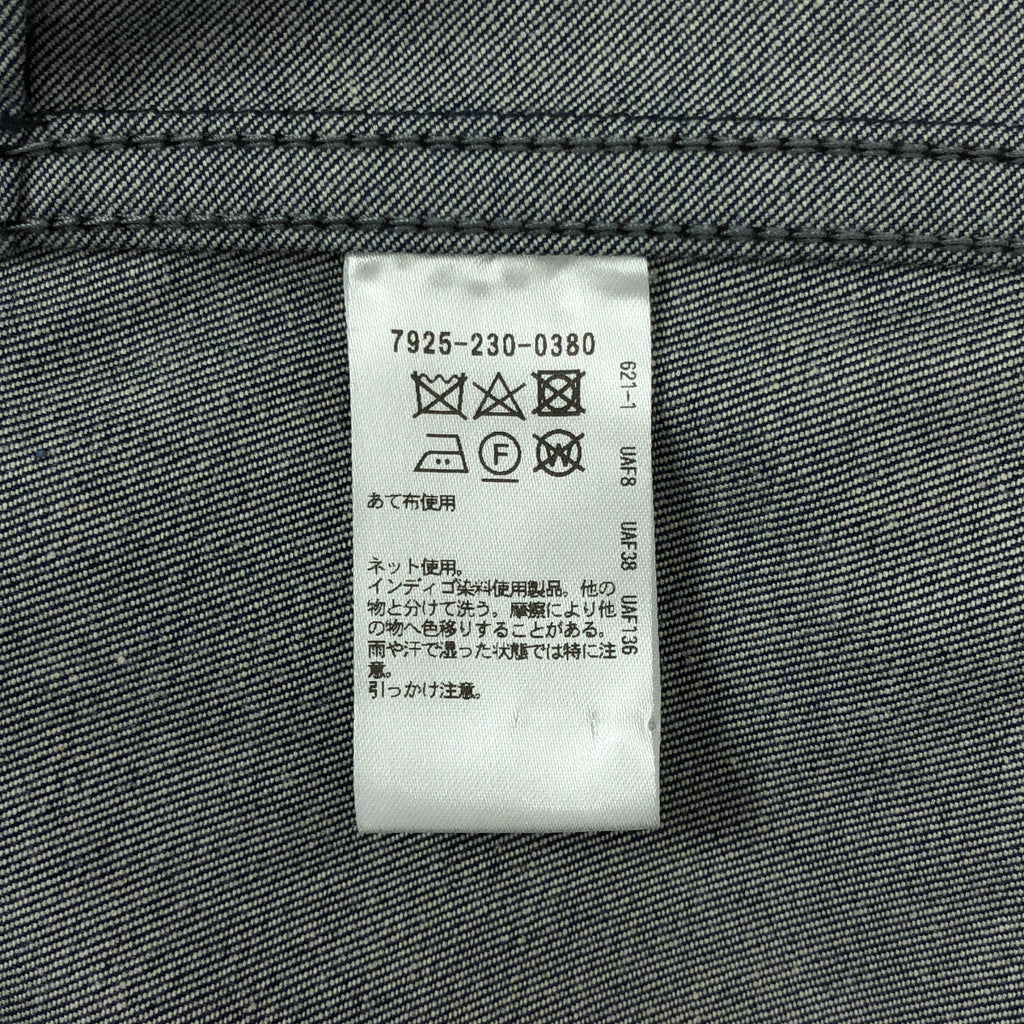 7925-230-0380
F
W
あて布使用
ネット使用。
インディゴ染料使用製品。他の
物と分けて洗う。摩擦により他
の物へ色移りすることがある。
雨や汗で湿った状態では特に注
意。
引っかけ注意。
621-1 UAF8 UAF38 UAF136